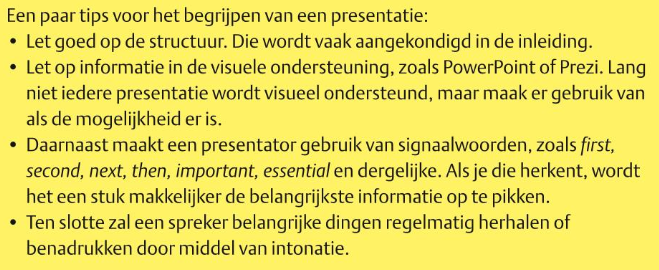 Een paar tips voor het begrijpen van een presentatie:
• Let goed op de structuur. Die wordt vaak aangekondigd in de inleiding.
• Let op informatie in de visuele ondersteuning, zoals PowerPoint of Prezi. Lang
niet iedere presentatie wordt visueel ondersteund, maar maak er gebruik van
als de mogelijkheid er is.
• Daarnaast maakt een presentator gebruik van signaalwoorden, zoals first,
second, next, then, important, essential en dergelijke. Als je die herkent, wordt
het een stuk makkelijker de belangrijkste informatie op te pikken.
• Ten slotte zal een spreker belangrijke dingen regelmatig herhalen of
benadrukken door middel van intonatie.